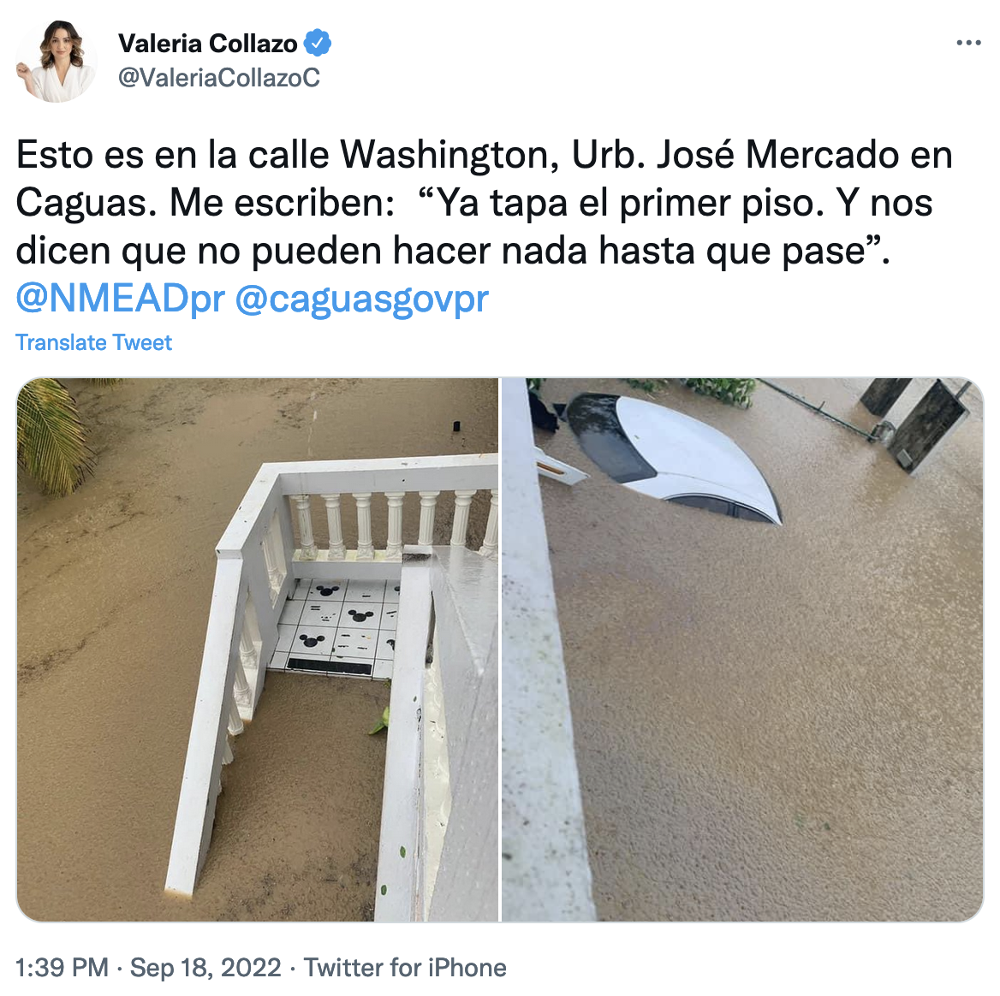 Valeria Collazo
@ValeriaCollazoC
Esto es en la calle Washington, Urb. José Mercado en
Caguas. Me escriben:  “Ya tapa el primer piso. Y nos
dicen que no pueden hacer nada hasta que pase”.
@NMEADpr @caguasgovpr
Translate Tweet
1:39 PM · Sep 18, 2022 · Twitter for iPhone